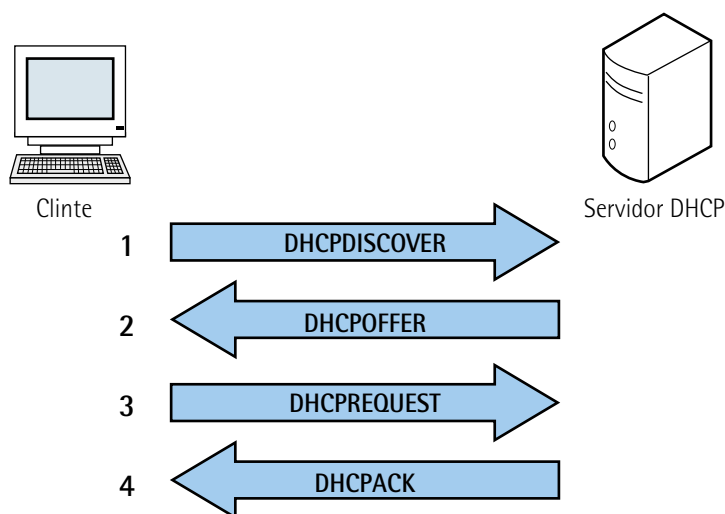 Clinte
Servidor DHCP
1
DHCPDISCOVER
2
DHCPOFFER
3
DHCPREQUEST
4
DHCPACK